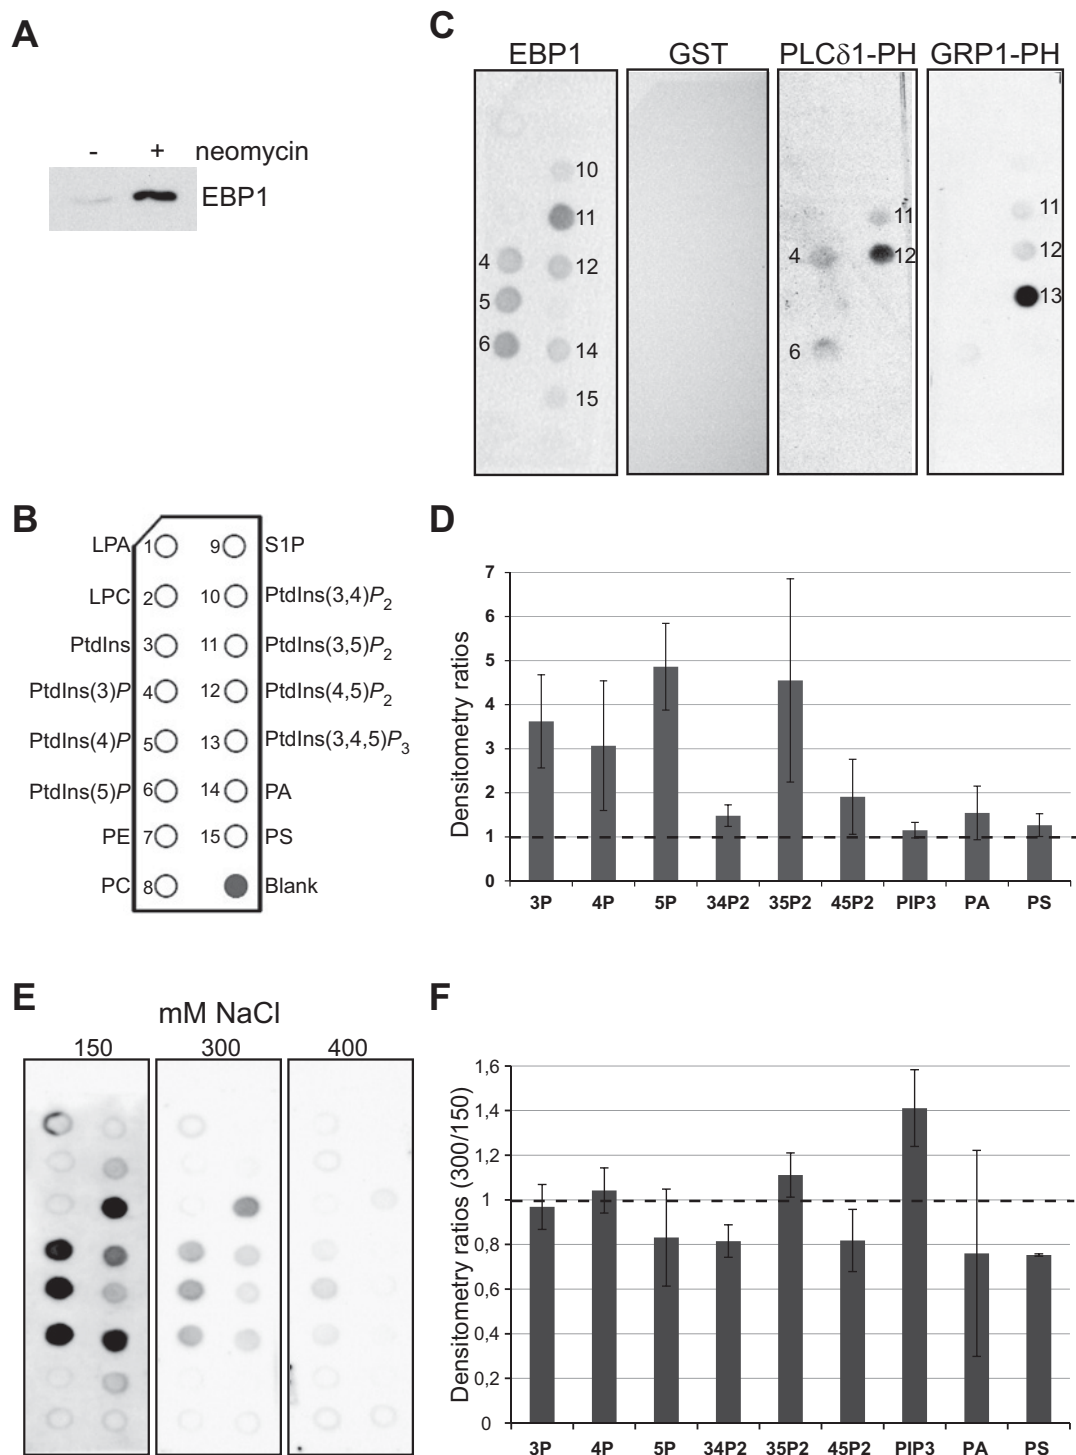 A
- + neomycin
EBP1
C
EBP1 GST PLCδ1-PH GRP1-PH
10
11
4 12
5
6 14
15
11
4 12
6
11
12
13
B
LPA 1 9 S1P
LPC 2 10 PtdIns(3,4)P2
PtdIns 3 11 PtdIns(3,5)P2
PtdIns(3)P 4 12 PtdIns(4,5)P2
PtdIns(4)P 5 13 PtdIns(3,4,5)P3
PtdIns(5)P 6 14 PA
PE 7 15 PS
PC 8 Blank
D
Densitometry ratios
7
6
5
4
3
2
1
0
3P 4P 5P 34P2 35P2 45P2 PIP3 PA PS
E
mM NaCl
150 300 400
F
Densitometry ratios (300/150)
1,6
1,4
1,2
1
0,8
0,6
0,4
0,2
0
3P 4P 5P 34P2 35P2 45P2 PIP3 PA PS